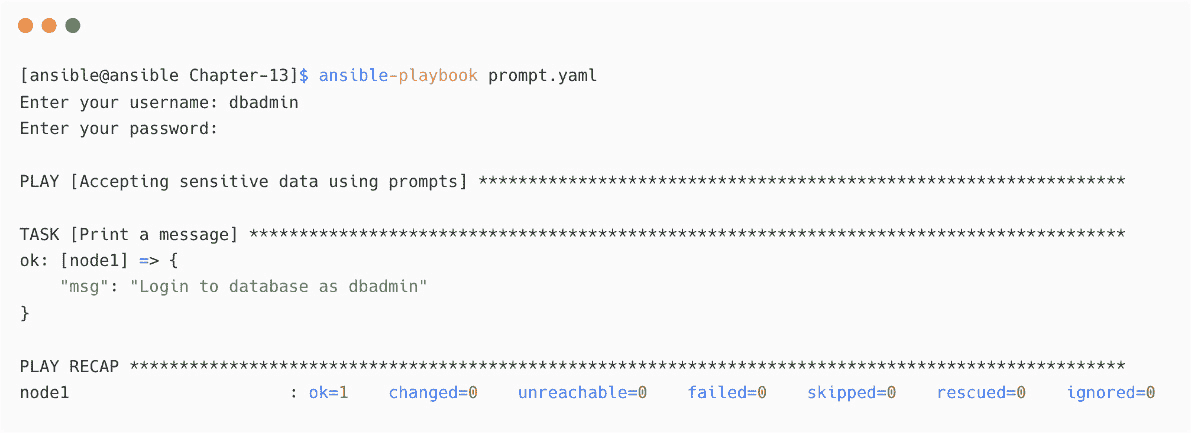 [ansible@ansible Chapter-13]$ ansible-playbook prompt.yaml
Enter your username: dbadmin
Enter your password:
PLAY [Accepting sensitive data using prompts] *****************************************************************
TASK [Print a message] ****************************************************************************************
ok: [node1] => {
    "msg": "Login to database as dbadmin"
}
PLAY RECAP ****************************************************************************************************
node1                      : ok=1    changed=0    unreachable=0    failed=0    skipped=0    rescued=0    ignored=0